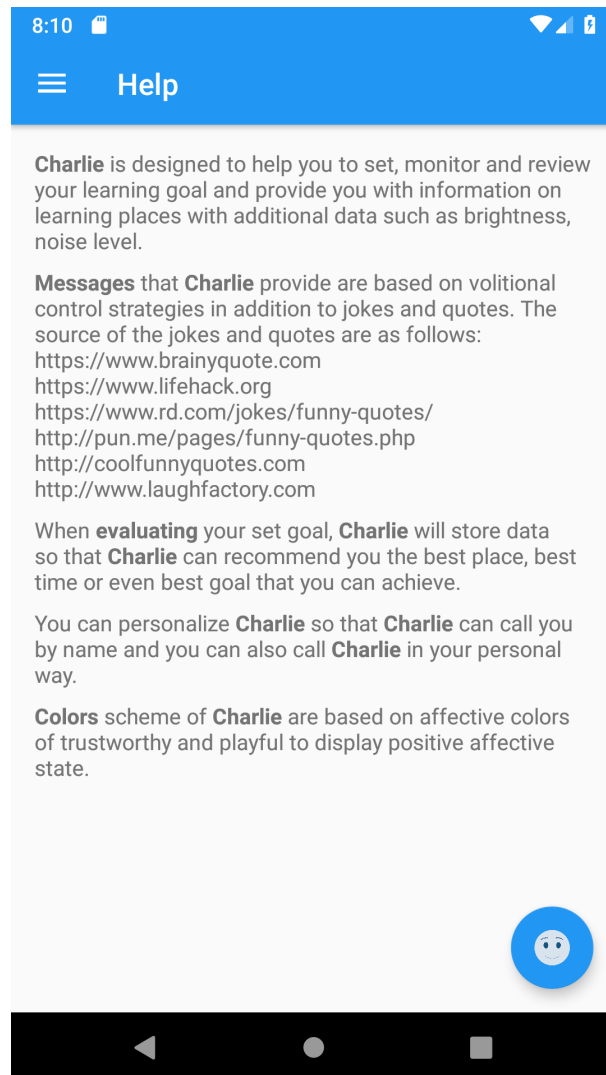 8:10
Help
Charlie is designed to help you to set, monitor and review
your learning goal and provide you with information on
learning places with additional data such as brightness,
noise level.
Messages that Charlie provide are based on volitional
control strategies in addition to jokes and quotes. The
source of the jokes and quotes are as follows:
https://www.brainyquote.com
https://www.lifehack.org
https://www.rd.com/jokes/funny-quotes/
http://pun.me/pages/funny-quotes.php
http://coolfunnyquotes.com
http://www.laughfactory.com
When evaluating your set goal, Charlie will store data
so that Charlie can recommend you the best place, best
time or even best goal that you can achieve.
You can personalize Charlie so that Charlie can call you
by name and you can also call Charlie in your personal
way.
Colors scheme of Charlie are based on affective colors
of trustworthy and playful to display positive affective
state.